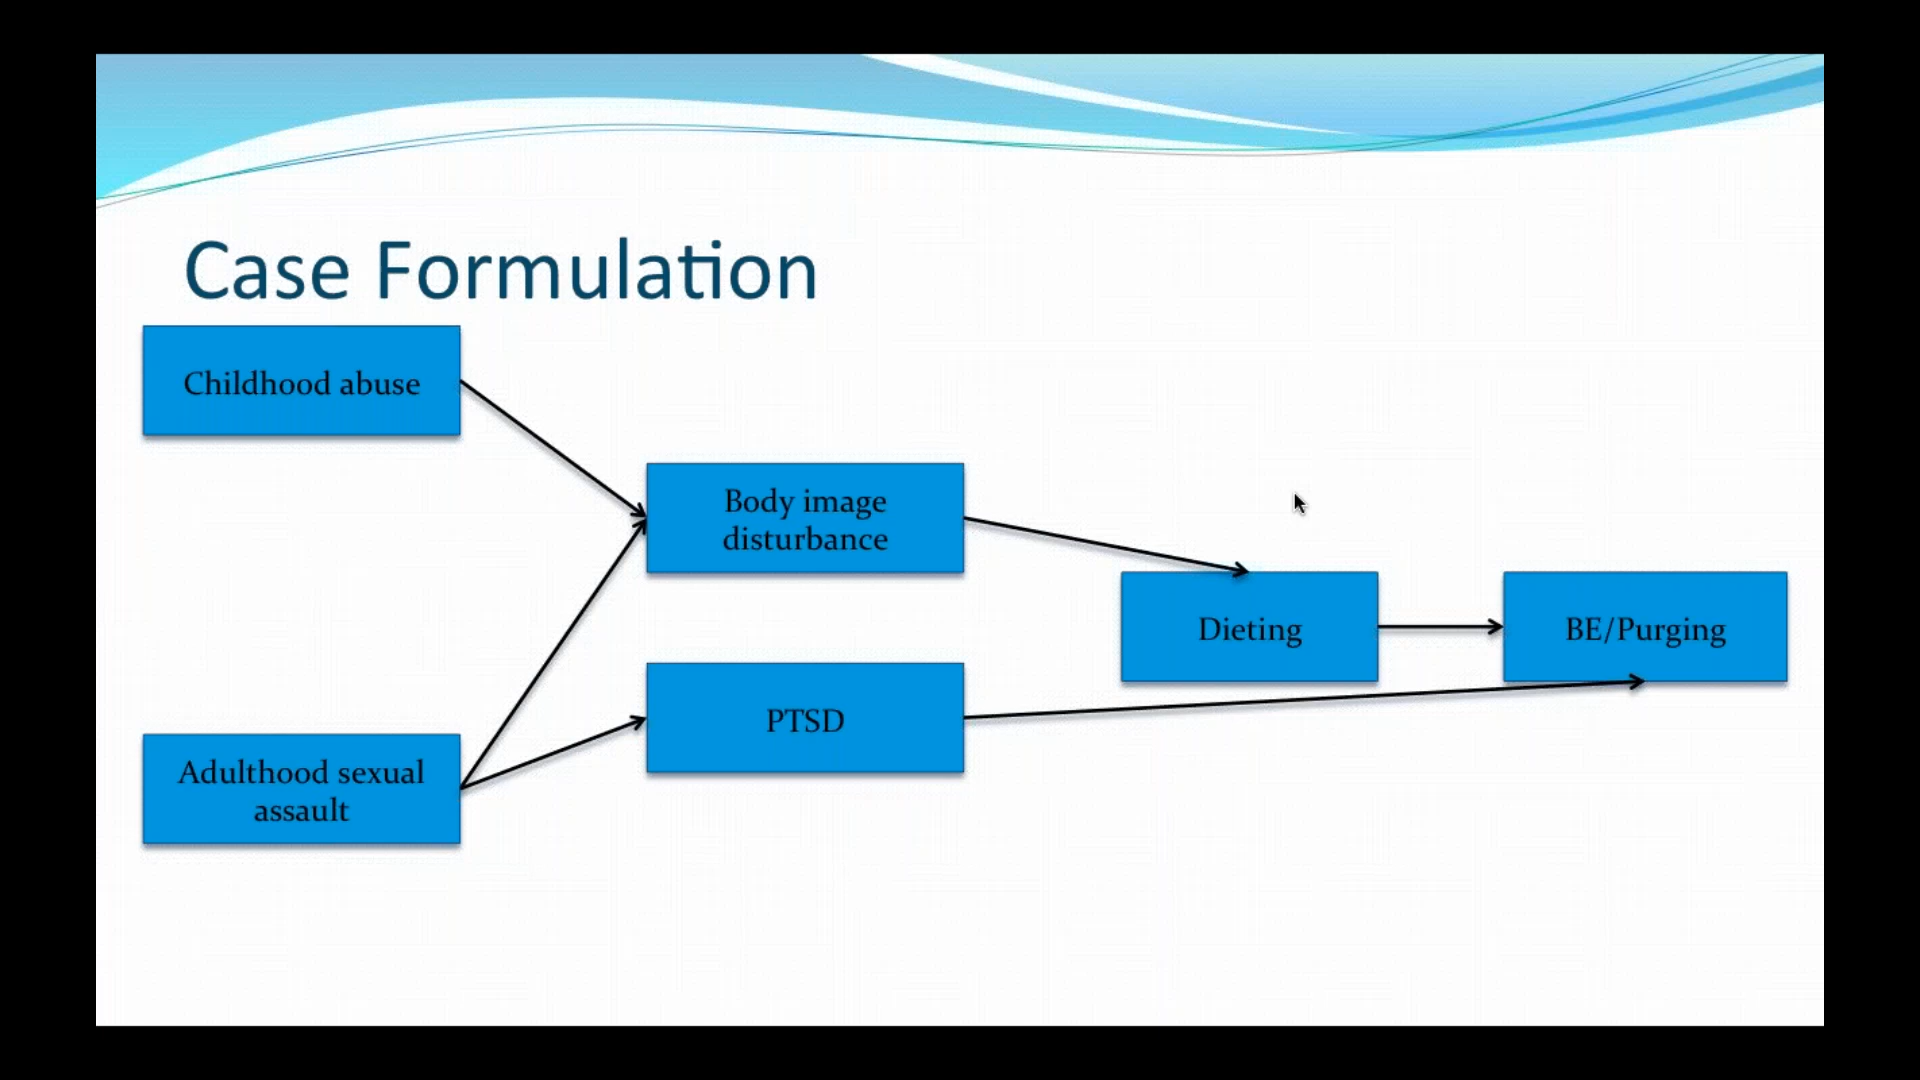 Case Formulation
Childhood abuse
Body image
disturbance
Dieting
BE/Purging
PTSD
Adulthood sexual
assault